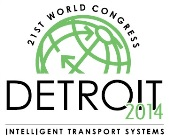 21ST WORLD CONGRESS
DETROIT
2014
INTELLIGENT TRANSPORT SYSTEMS